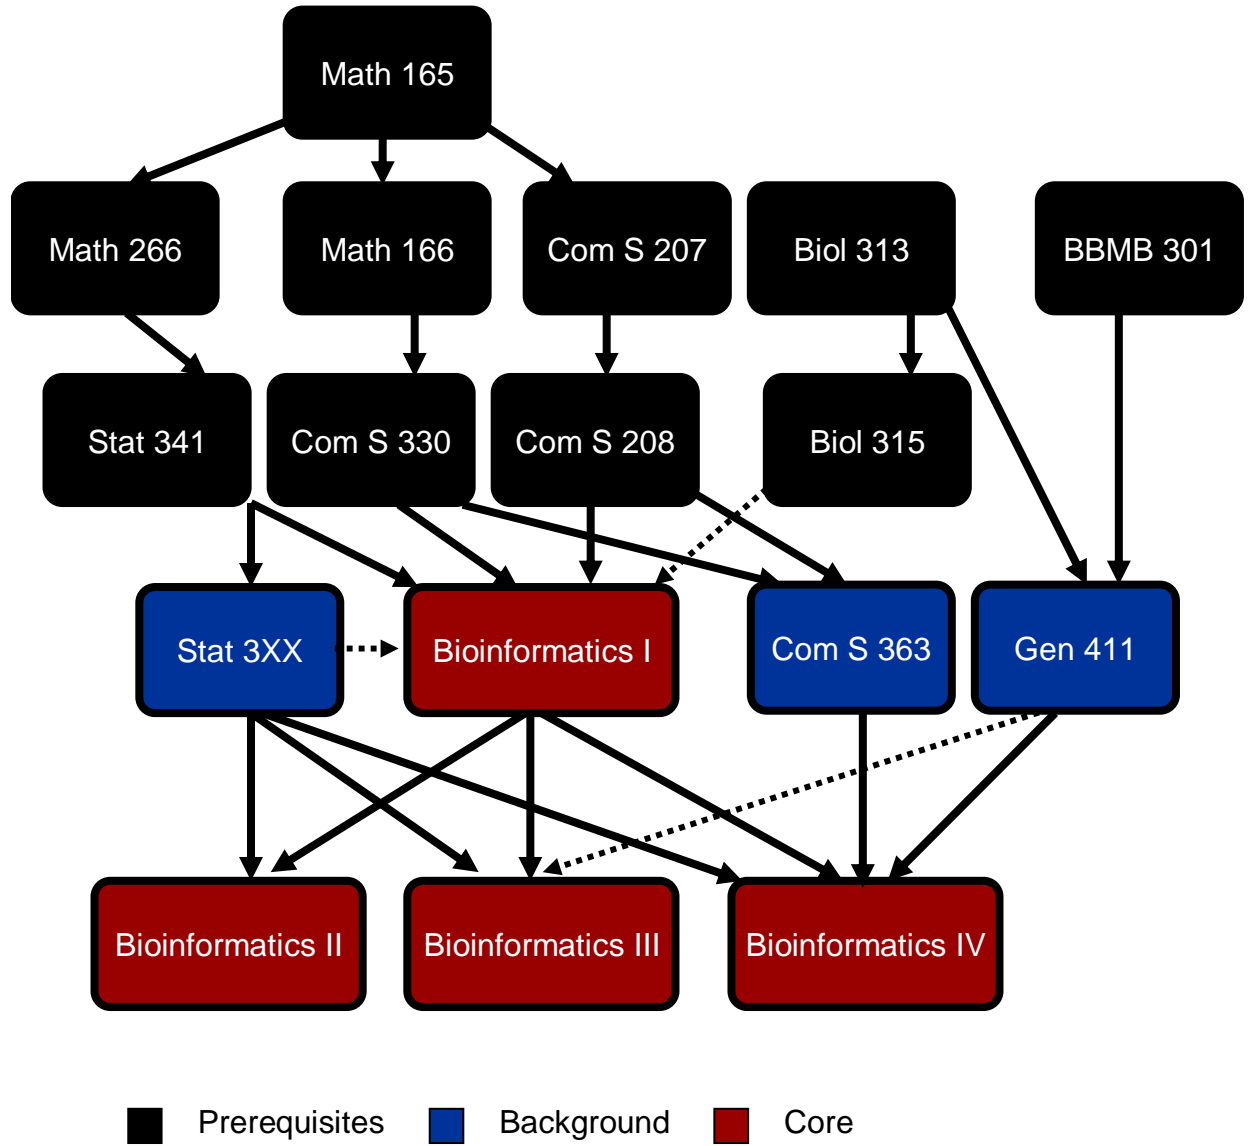 Math 165
Math 266
Math 166
Com S 207
Biol 313
BBMB 301
Stat 341
Com S 330
Com S 208
Biol 315
Stat 3XX
Bioinformatics I
Com S 363
Gen 411
Bioinformatics II
Bioinformatics III
Bioinformatics IV
Prerequisites
Background
Core